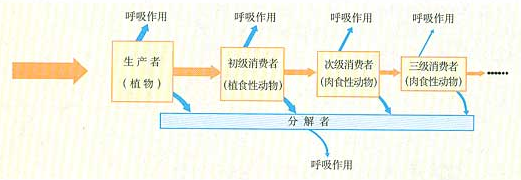 呼吸作用 呼吸作用 呼吸作用 呼吸作用
生产者 初级消费者 次级消费者 三级消费者
(植物) (植食性动物) (肉食性动物) (肉食性动物) ……
分解者
呼吸作用